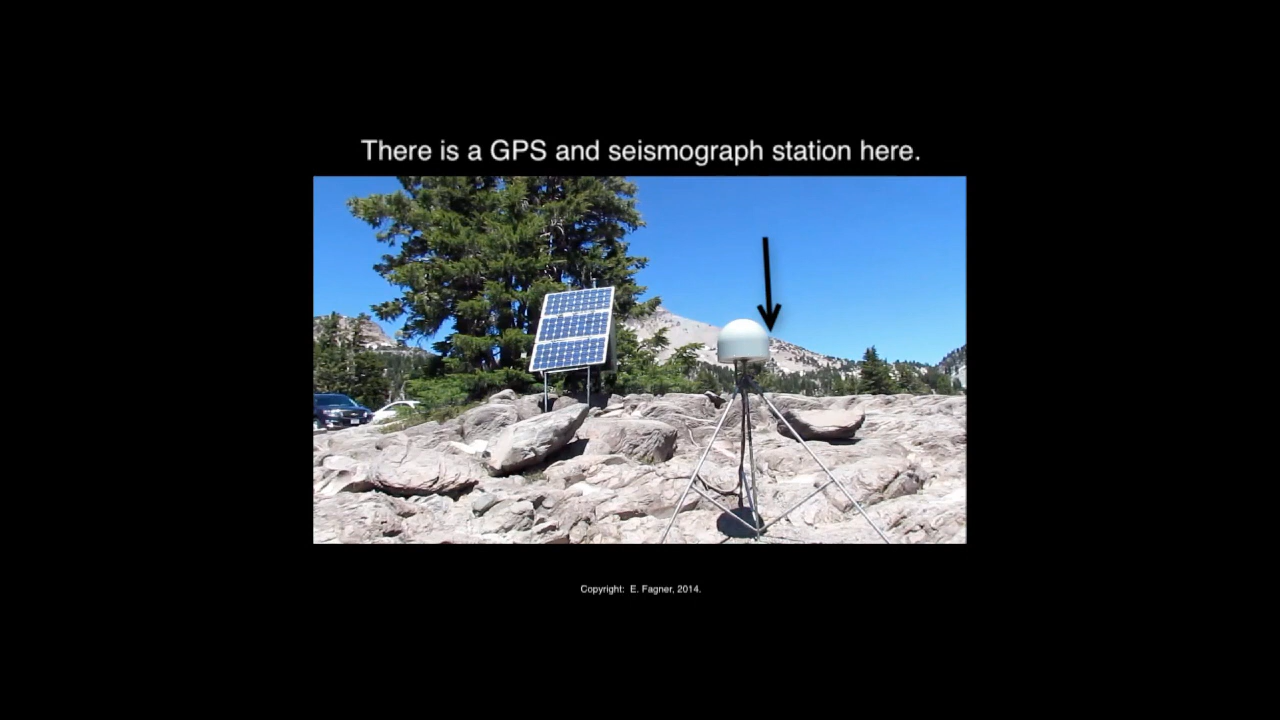 There is a GPS and seismograph station here.
Copyright:  E. Fagner, 2014.